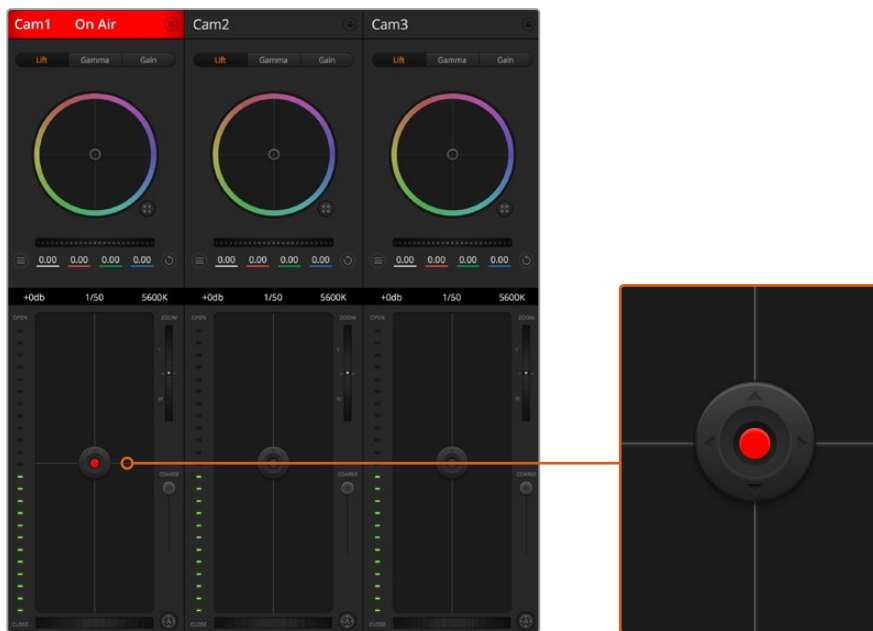 Cam1 On Air Cam2 Cam3
Lift Gamma Gain Lift Gamma Gain Lift Gamma Gain
0.00 0.00 0.00 0.00 0.00 0.00 0.00 0.00 0.00 0.00 0.00 0.00
+0db 1/50 5600K +0db 1/50 5600K +0db 1/50 5600K
OPEN ZOOM OPEN ZOOM OPEN ZOOM
T T T
W W W
COARSE COARSE COARSE
CLOSE CLOSE CLOSE